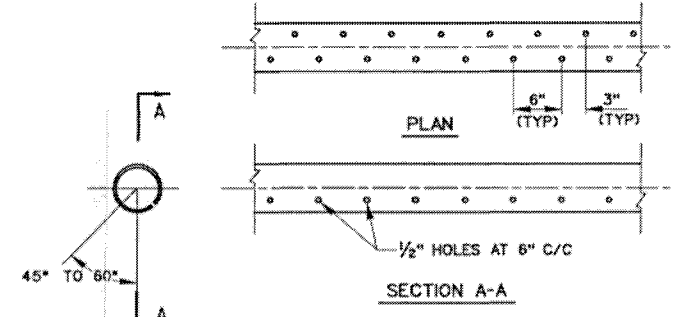 A
6" 3"
(TYP) (TYP)
PLAN
½" HOLES AT 6" C/C
45° TO 60°
SECTION A-A
A